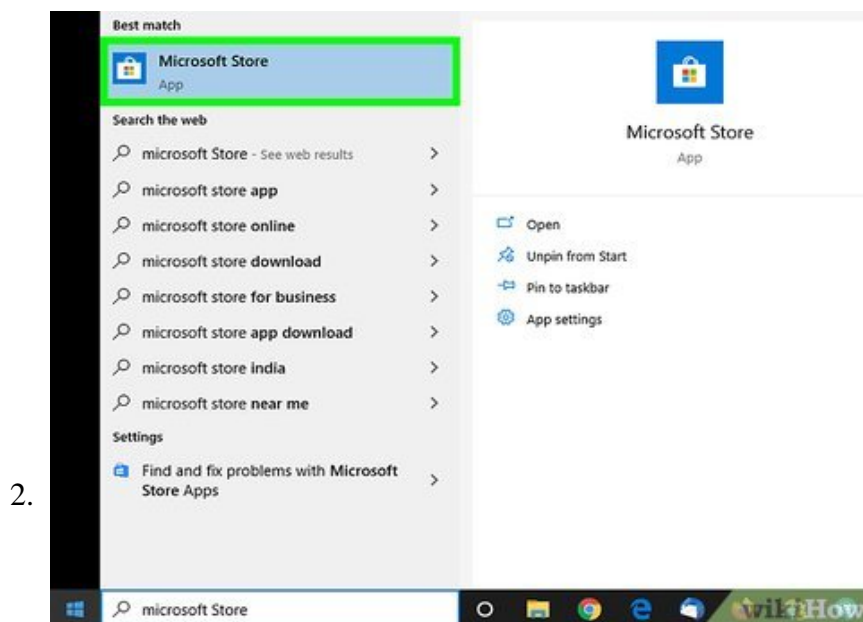 Best match
Microsoft Store
App
Search the web
microsoft Store - See web results
microsoft store app
microsoft store online
microsoft store download
microsoft store for business
microsoft store app download
microsoft store india
microsoft store near me
Settings
Find and fix problems with Microsoft
Store Apps
Microsoft Store
App
Open
Unpin from Start
Pin to taskbar
App settings
2.
microsoft Store
wikiHow